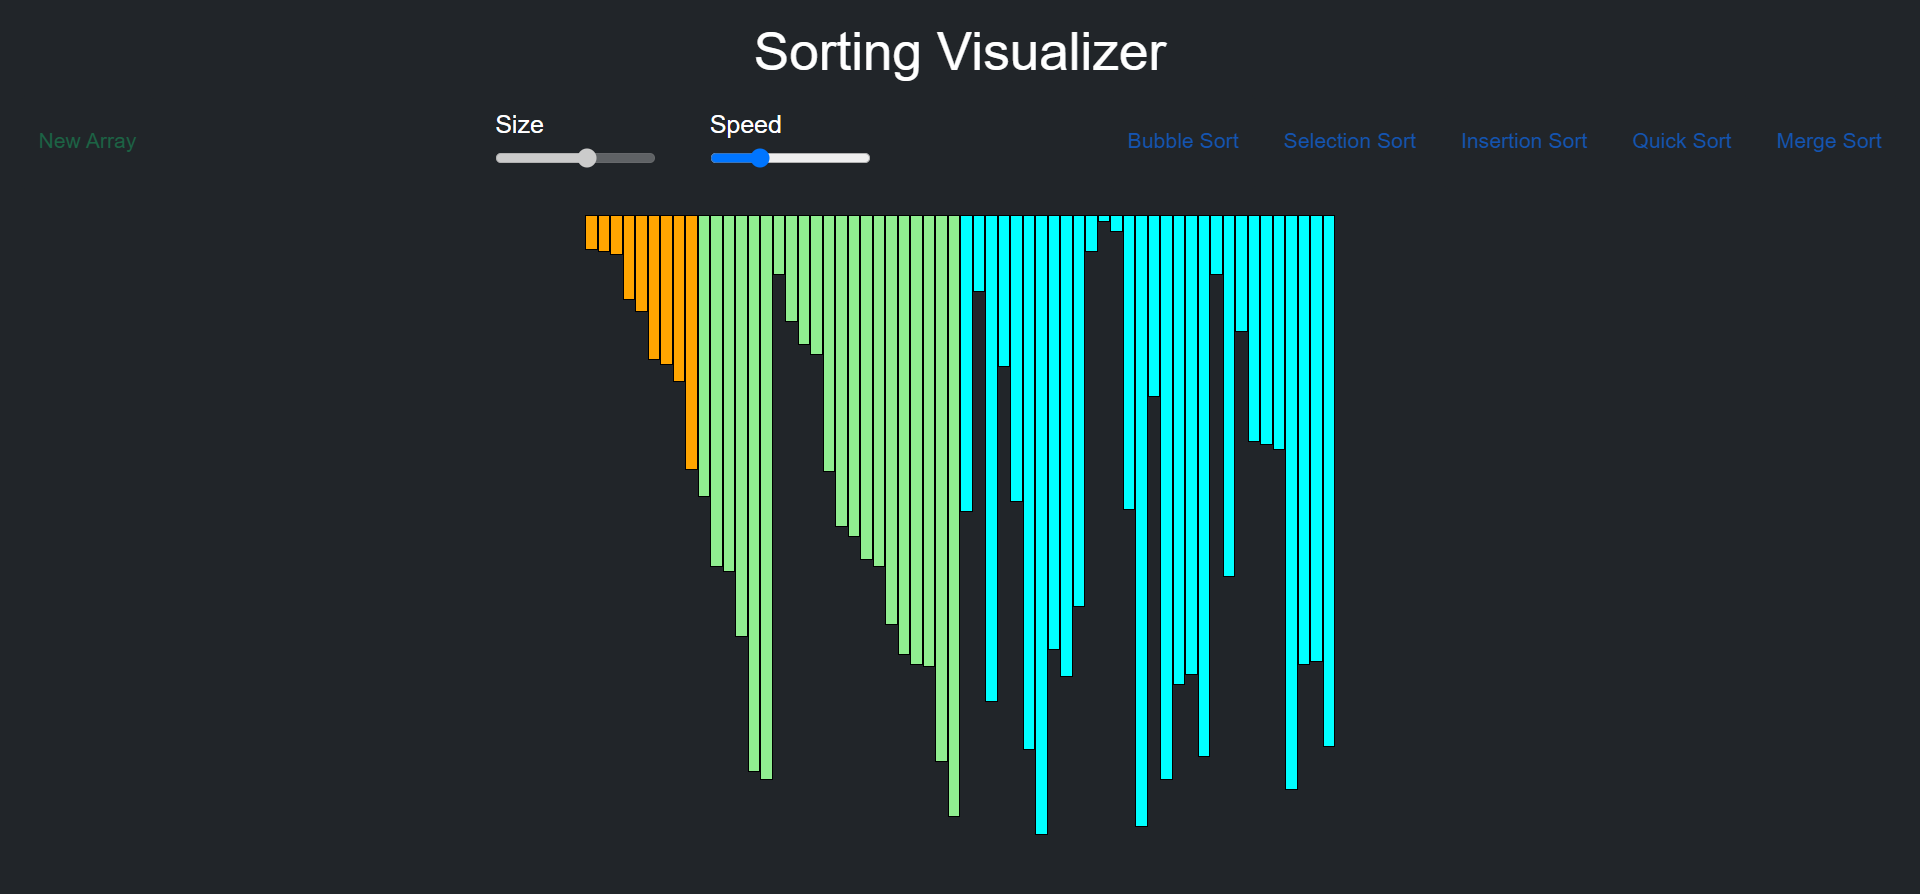 Sorting Visualizer
New Array
Size
Speed
Bubble Sort
Selection Sort
Insertion Sort
Quick Sort
Merge Sort